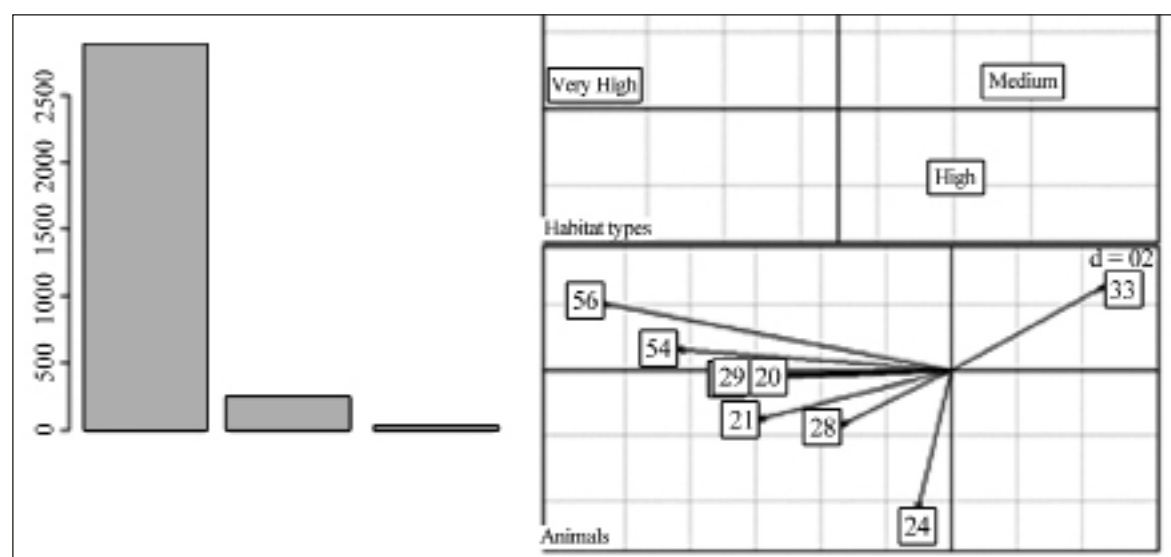 2500
2000
1500
1000
500
0
Very High
Medium
High
Habitat types
d = 02
33
56
54
29 20
21
28
24
Animals